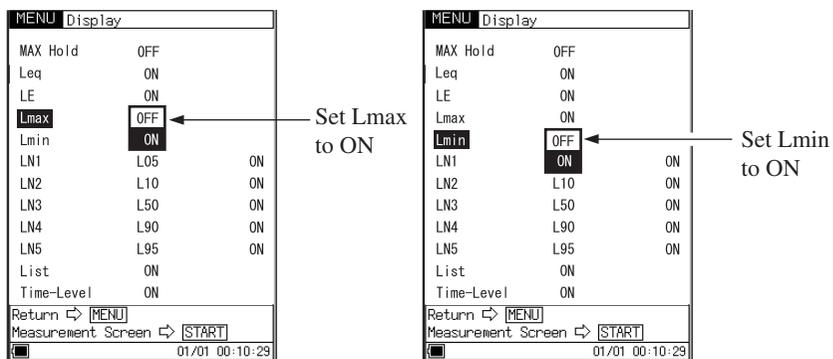 MENU Display
MAX Hold OFF
Leq ON
LE ON
Lmax OFF
Lmin ON
LN1 L05 ON
LN2 L10 ON
LN3 L50 ON
LN4 L90 ON
LN5 L95 ON
List ON
Time-Level ON
Return ⇨ MENU
Measurement Screen ⇨ START
01/01 00:10:29
Set Lmax
to ON
MENU Display
MAX Hold OFF
Leq ON
LE ON
Lmax ON
Lmin OFF
LN1 ON ON
LN2 L10 ON
LN3 L50 ON
LN4 L90 ON
LN5 L95 ON
List ON
Time-Level ON
Return ⇨ MENU
Measurement Screen ⇨ START
01/01 00:10:29
Set Lmin
to ON